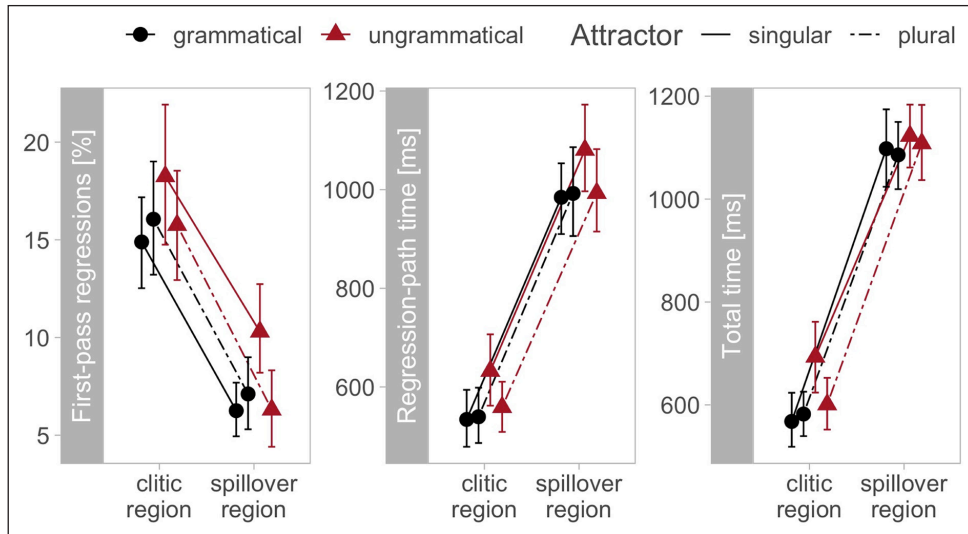 grammatical ungrammatical Attractor singular plural
First-pass regressions [%]
20
15
10
5
clitic region
spillover region
Regression-path time [ms]
1200
1000
800
600
clitic region
spillover region
Total time [ms]
1200
1000
800
600
clitic region
spillover region